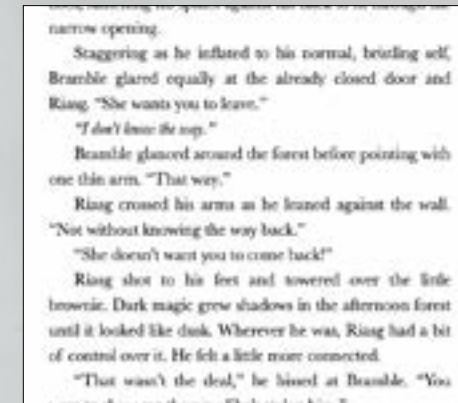 narrow opening.
Staggering as he inflated to his normal, bristling self,
Bramble glared equally at the already closed door and
Riasg. "She wants you to leave."
"I don't know the way."
Bramble glanced around the forest before pointing with
one thin arm. "That way."
Riasg crossed his arms as he leaned against the wall.
"Not without knowing the way back."
"She doesn't want you to come back!"
Riasg shot to his feet and towered over the little
brownie. Dark magic grew shadows in the afternoon forest
until it looked like dusk. Wherever he was, Riasg had a bit
of control over it. He felt a little more connected.
"That wasn't the deal," he hissed at Bramble. "You